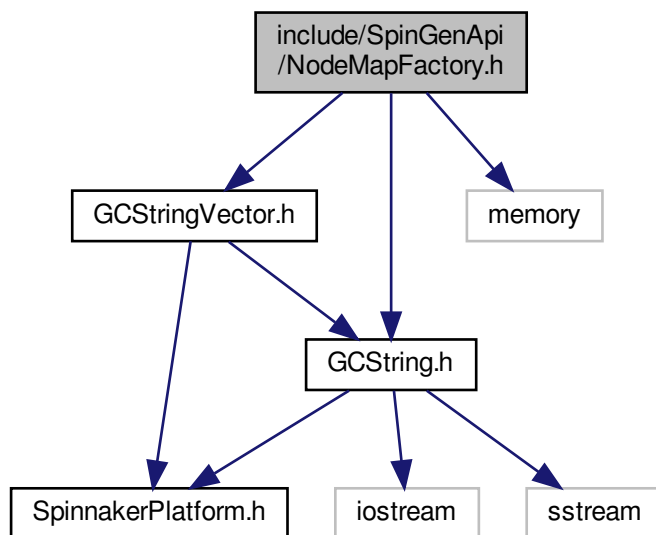 include/SpinGenApi
/NodeMapFactory.h
GCStringVector.h
memory
GCString.h
SpinnakerPlatform.h
iostream
sstream